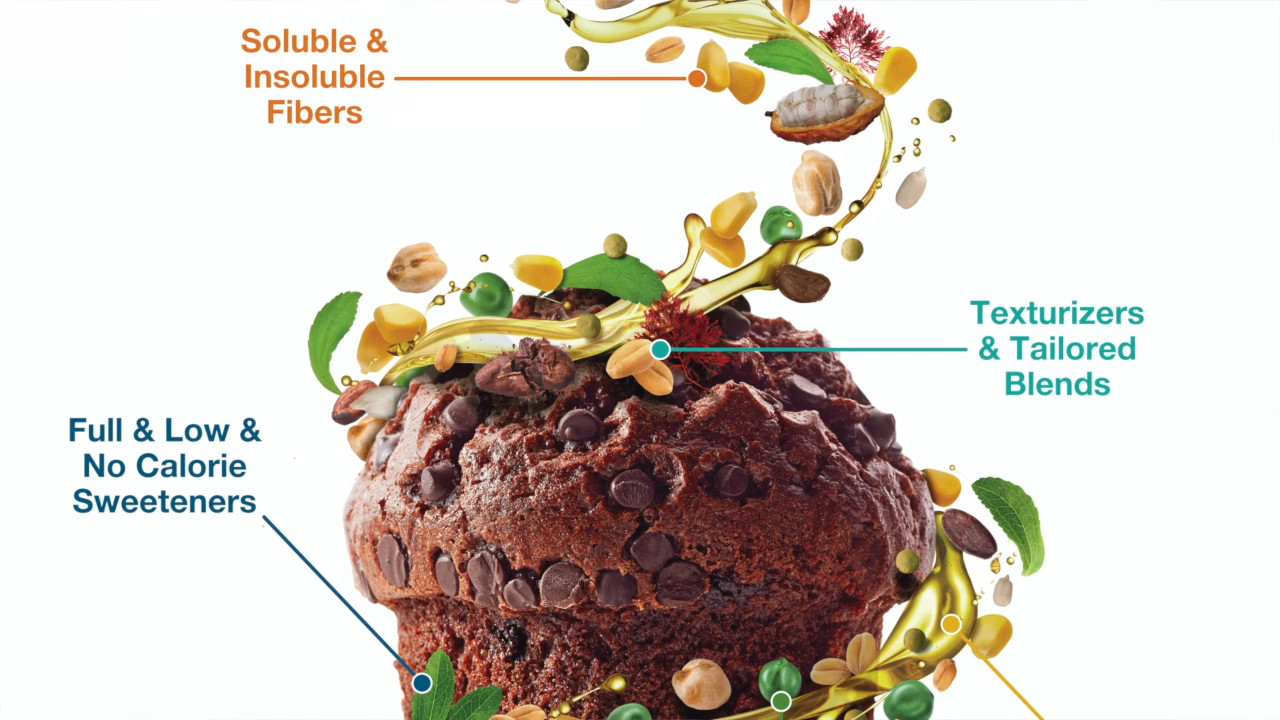 Soluble &
Insoluble
Fibers
Texturizers
& Tailored
Blends
Full & Low &
No Calorie
Sweeteners